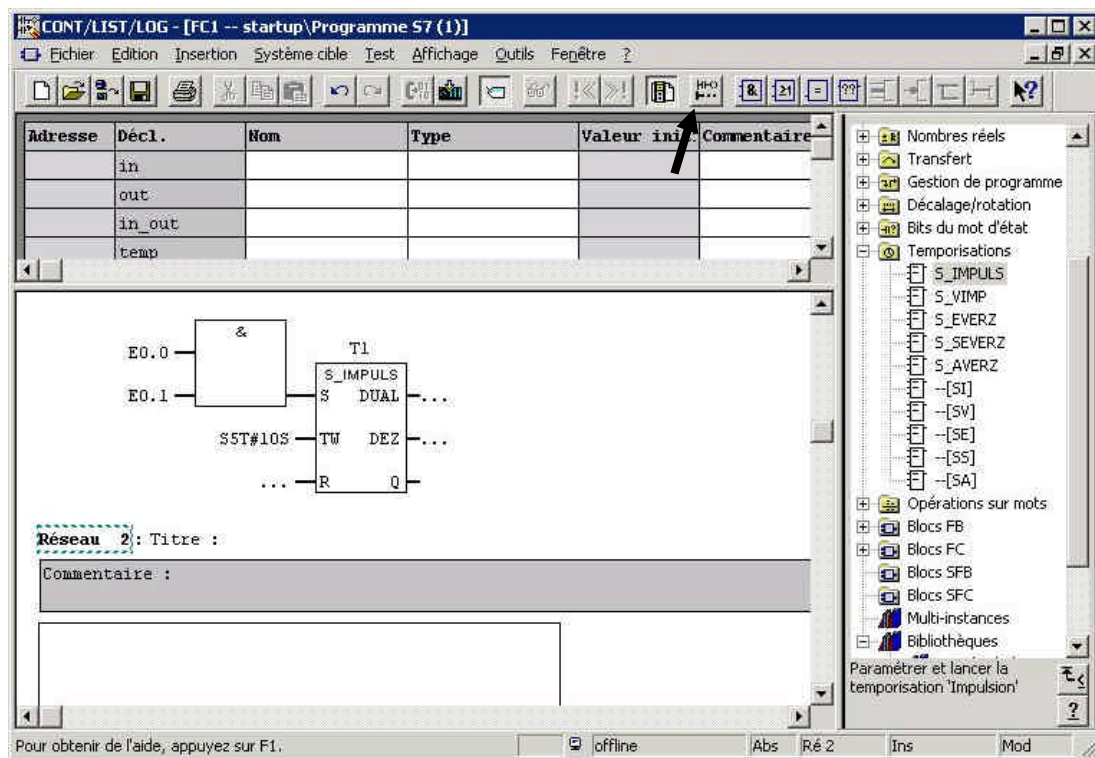 CONT/LIST/LOG - [FC1 -- startup\Programme S7 (1)]
Fichier Edition Insertion Système cible Test Affichage Outils Fenêtre ?
Adresse Décl. Nom Type Valeur init Commentaire
in
out
in_out
temp
&
E0.0
E0.1
T1
S_IMPULS
S DUAL ...
S5T#10S TW DEZ ...
... R Q
Réseau 2 : Titre :
Commentaire :
Nombres réels
Transfert
Gestion de programme
Décalage/rotation
Bits du mot d'état
Temporisations
S_IMPULS
S_VIMP
S_EVERZ
S_SEVERZ
S_AVERZ
--[SI]
--[SV]
--[SE]
--[SS]
--[SA]
Opérations sur mots
Blocs FB
Blocs FC
Blocs SFB
Blocs SFC
Multi-instances
Bibliothèques
Paramétrer et lancer la
temporisation 'Impulsion'
Pour obtenir de l'aide, appuyez sur F1. offline Abs Ré 2 Ins Mod